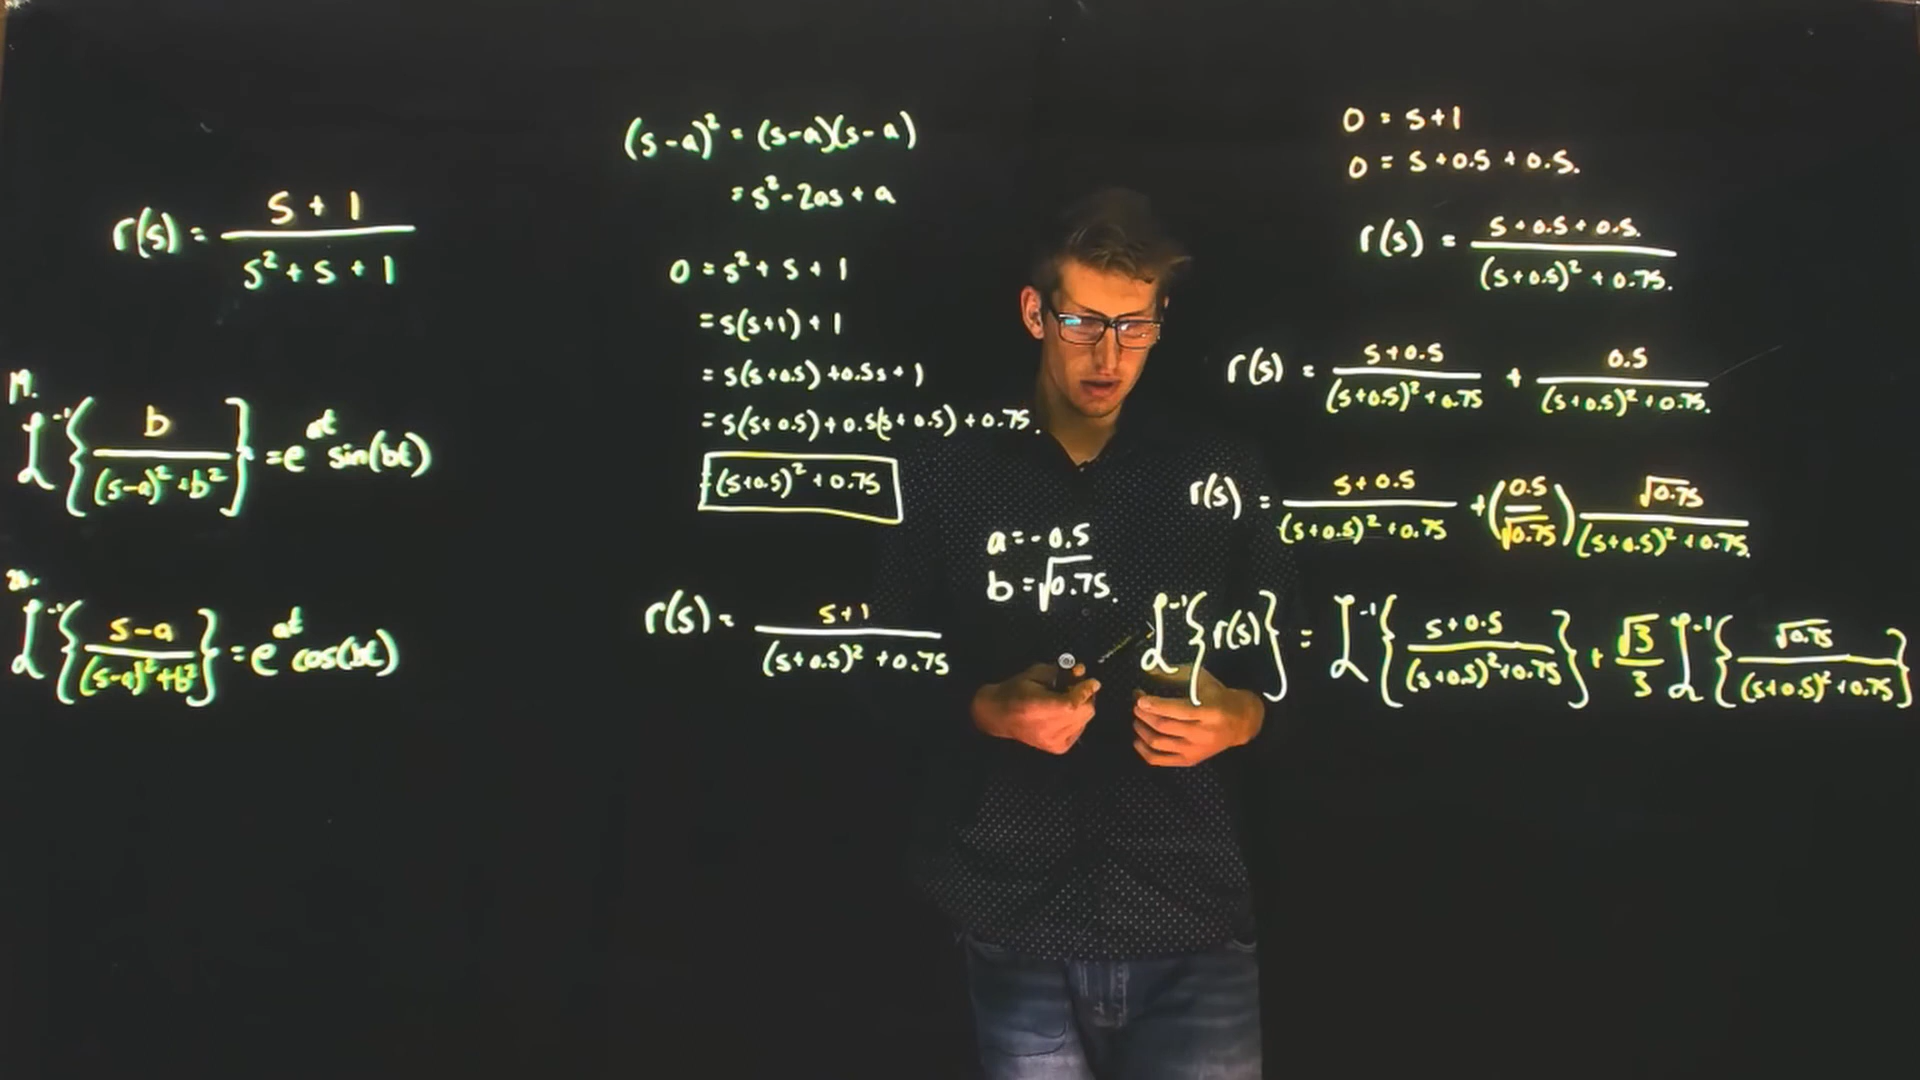 r(s) = (s + 1)/(s² + s + 1)
19.
ℒ⁻¹{b/((s-a)² + b²)} = e^{at} sin(bt)
20.
ℒ⁻¹{(s-a)/((s-a)² + b²)} = e^{at} cos(bt)
(s-a)² = (s-a)(s-a)
= s² - 2as + a
0 = s² + s + 1
= s(s+1) + 1
= s(s+0.5) + 0.5s + 1
= s(s+0.5) + 0.5(s+0.5) + 0.75.
= (s+0.5)² + 0.75
r(s) = (s+1)/((s+0.5)² + 0.75)
a = -0.5
b = √0.75.
0 = s+1
0 = s + 0.5 + 0.5.
r(s) = (s + 0.5 + 0.5.)/((s+0.5)² + 0.75.)
r(s) = (s+0.5)/((s+0.5)² + 0.75) + 0.5/((s+0.5)² + 0.75.)
r(s) = (s+0.5)/((s+0.5)² + 0.75) + (0.5/√0.75) √0.75/((s+0.5)² + 0.75.)
ℒ⁻¹{r(s)} = ℒ⁻¹{(s+0.5)/((s+0.5)² + 0.75)} + √3/3 ℒ⁻¹{√0.75/((s+0.5)² + 0.75)}